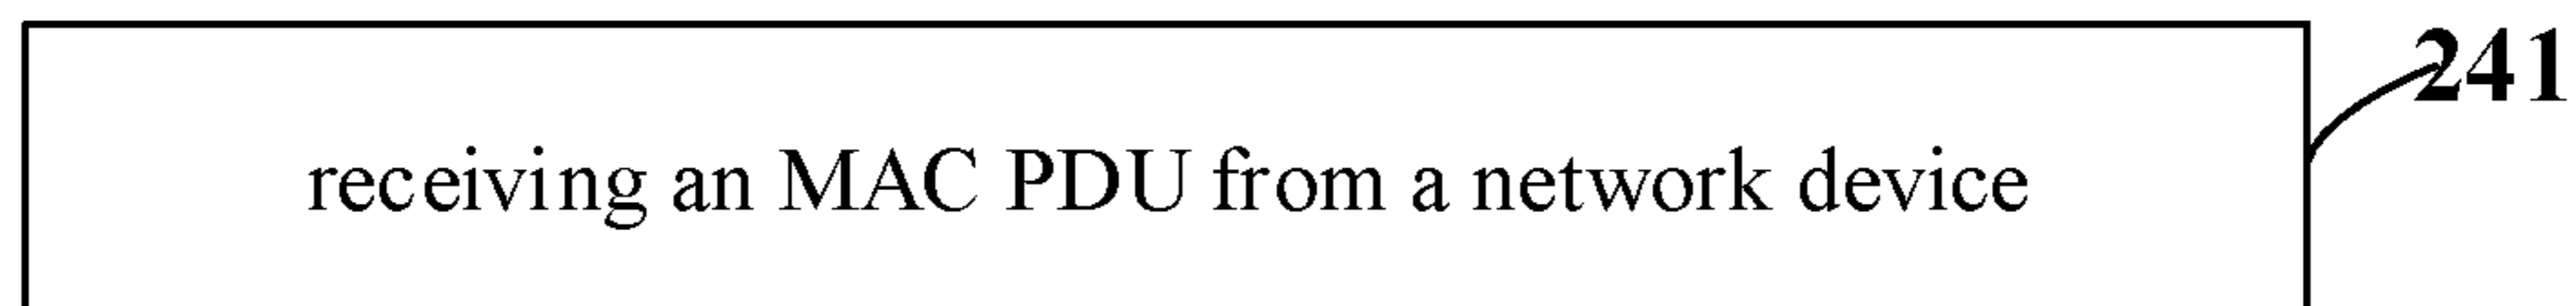 241
receiving an MAC PDU from a network device